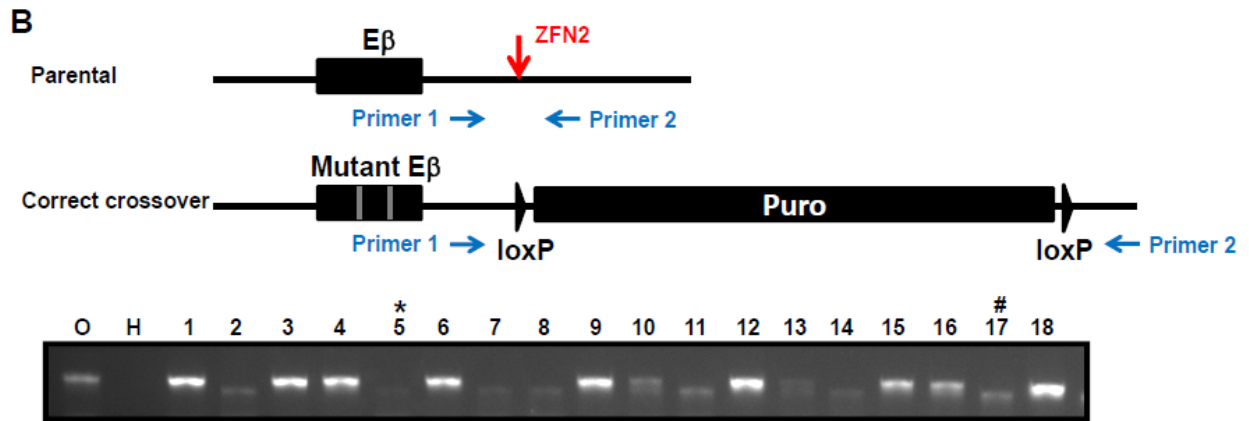 B
Eβ
ZFN2
Parental
Primer 1
Primer 2
Mutant Eβ
Correct crossover
Puro
Primer 1
loxP
loxP
Primer 2
* #
O H 1 2 3 4 5 6 7 8 9 10 11 12 13 14 15 16 17 18